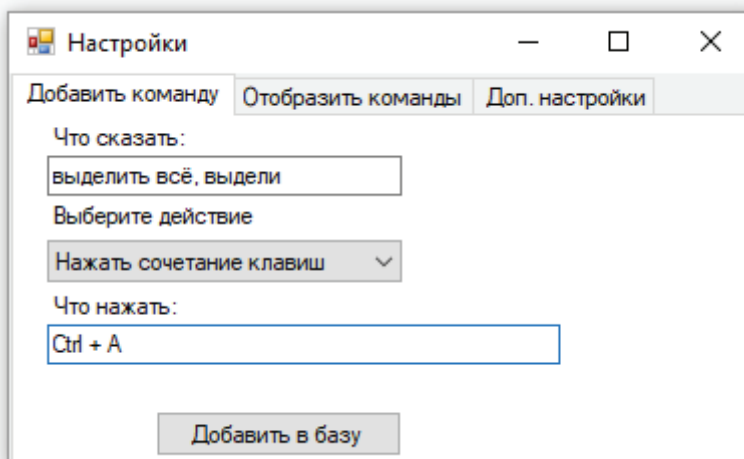 Настройки
Добавить команду Отобразить команды Доп. настройки
Что сказать:
выделить всё, выдели
Выберите действие
Нажать сочетание клавиш
Что нажать:
Ctrl + A
Добавить в базу